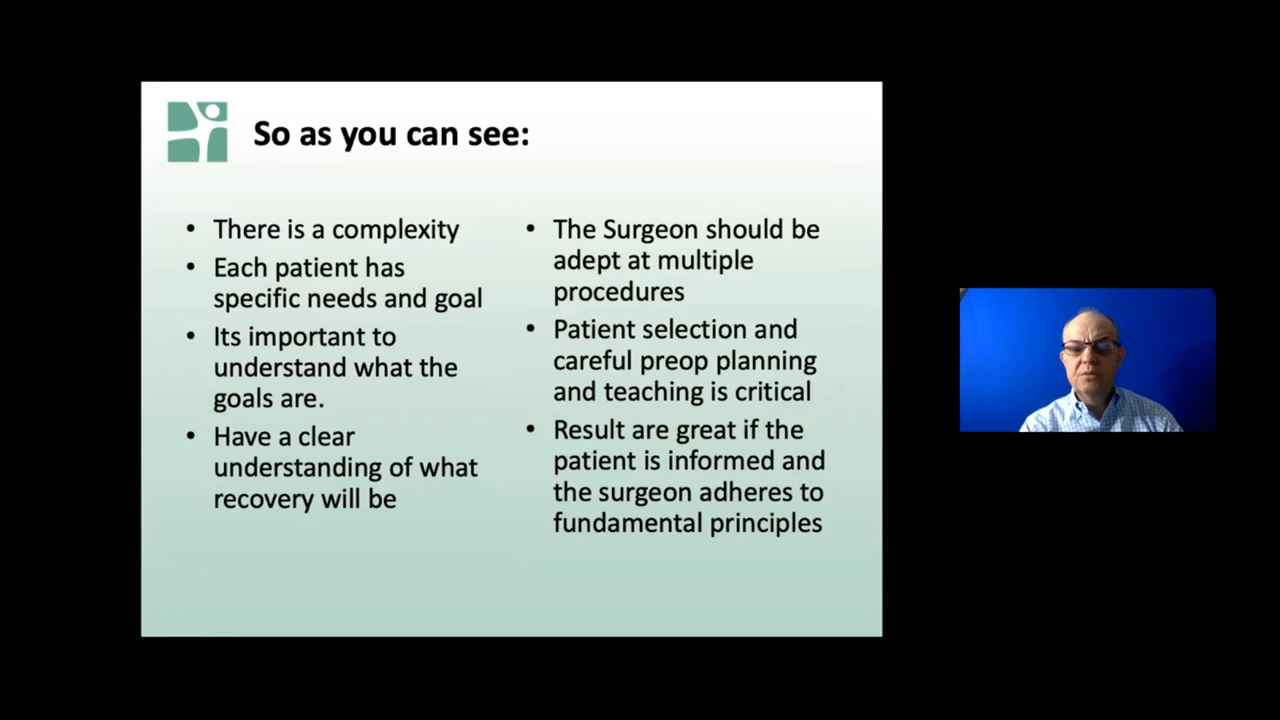 So as you can see:
• There is a complexity
• Each patient has
specific needs and goal
• Its important to
understand what the
goals are.
• Have a clear
understanding of what
recovery will be
• The Surgeon should be
adept at multiple
procedures
• Patient selection and
careful preop planning
and teaching is critical
• Result are great if the
patient is informed and
the surgeon adheres to
fundamental principles